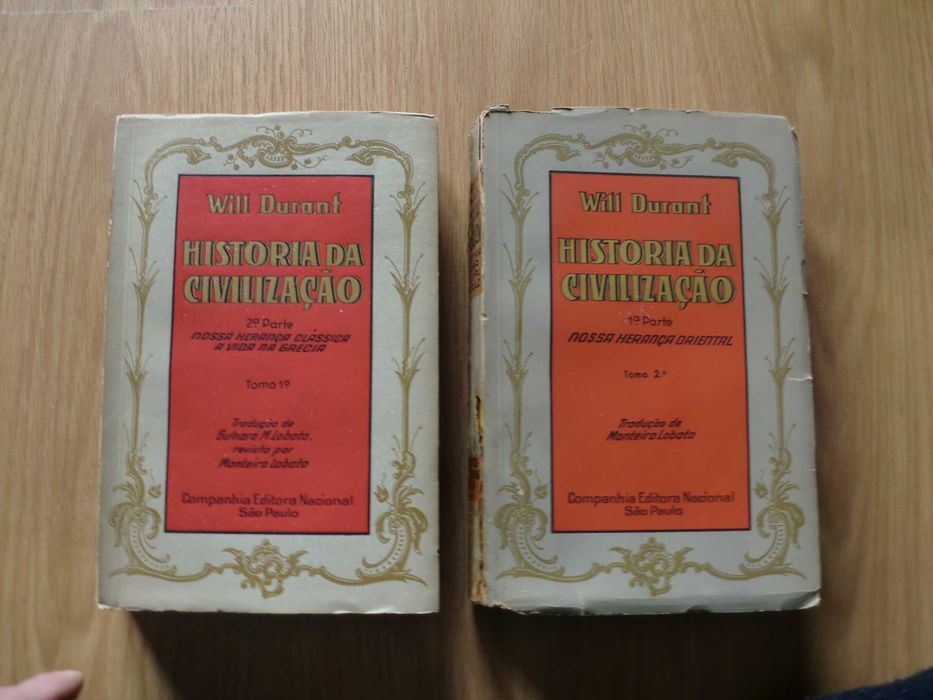 Will Durant
HISTORIA DA
CIVILIZAÇÃO
2ª Parte
NOSSA HERANÇA CLÁSSICA
A VIDA NA GRECIA
Tomo 1º
Tradução de
Gulnara M. Lobato,
revista por
Monteiro Lobato
Companhia Editora Nacional
São Paulo
Will Durant
HISTORIA DA
CIVILIZAÇÃO
1ª Parte
NOSSA HERANÇA ORIENTAL
Tomo 2.º
Tradução de
Monteiro Lobato
Companhia Editora Nacional
São Paulo